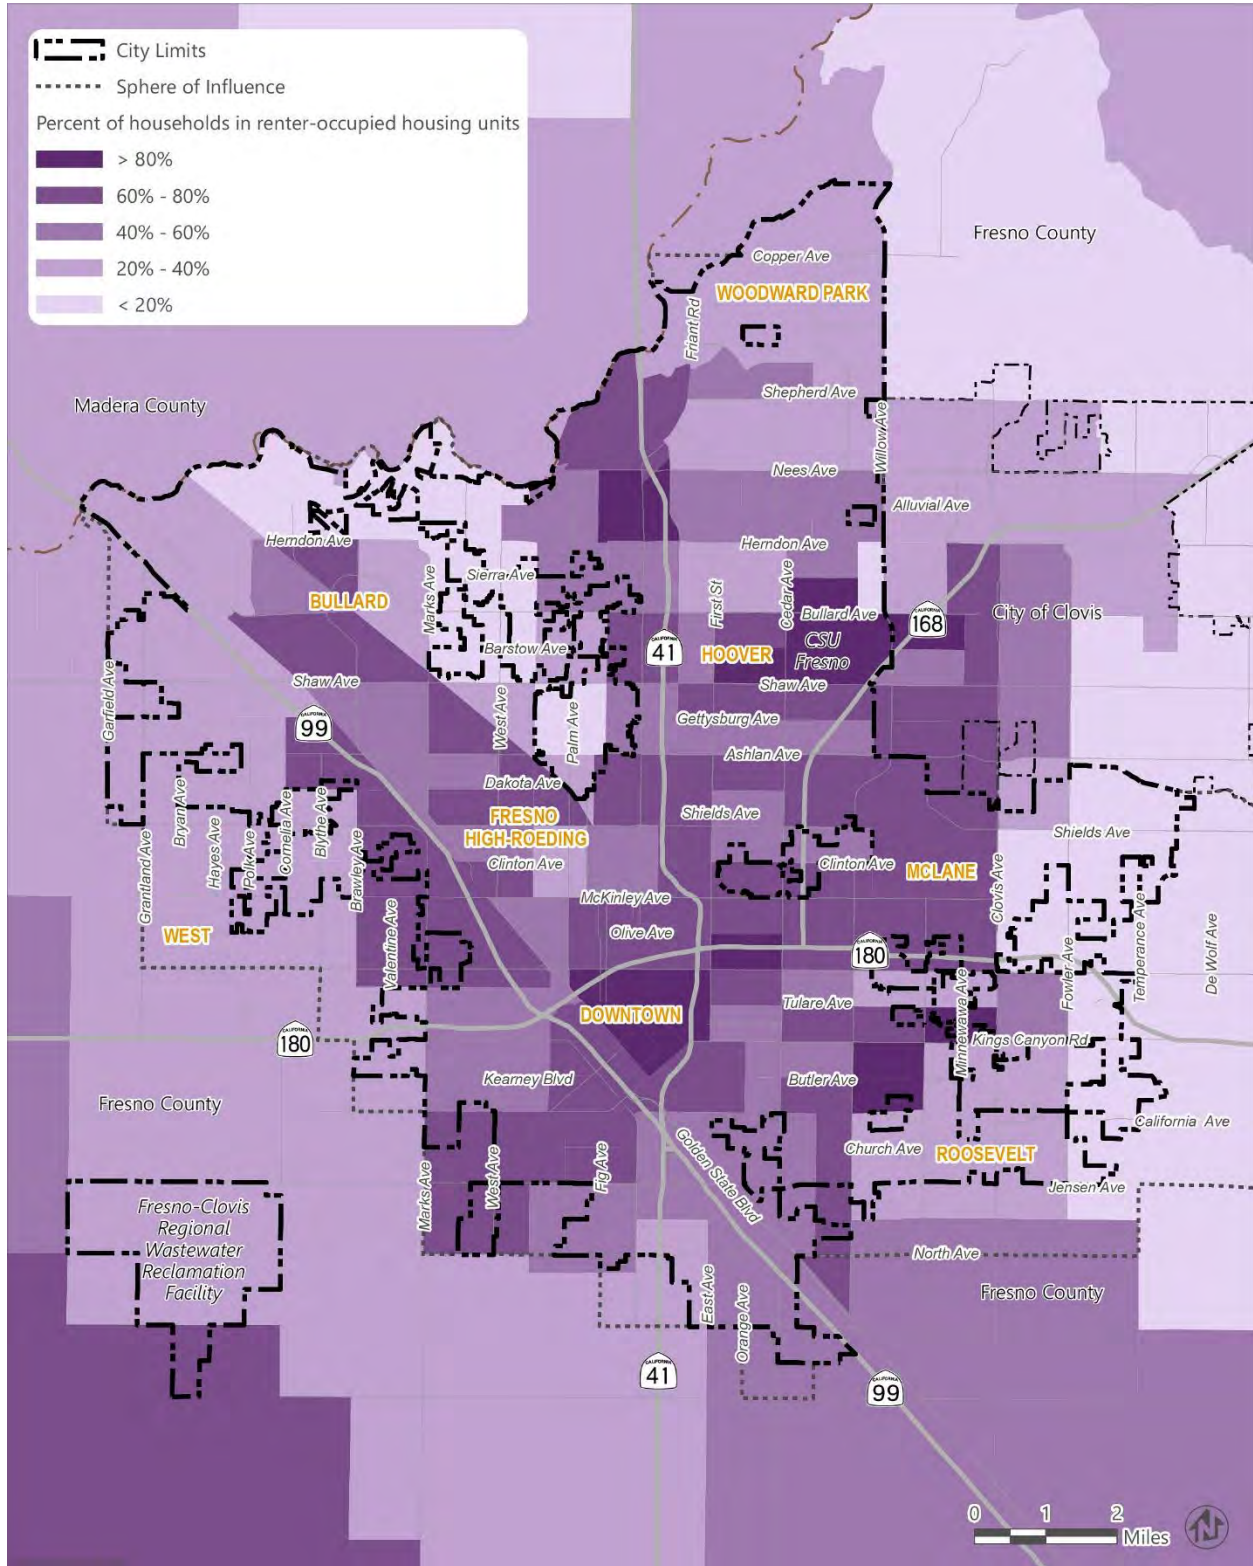 City Limits
Sphere of Influence
Percent of households in renter-occupied housing units
> 80%
60% - 80%
40% - 60%
20% - 40%
< 20%
Fresno County
Copper Ave
WOODWARD PARK
Friant Rd
Shepherd Ave
Madera County
Willow Ave
Nees Ave
Alluvial Ave
Herndon Ave
Herndon Ave
Sierra Ave
Marks Ave
BULLARD
First St
Cedar Ave
Bullard Ave
CALIFORNIA
168
City of Clovis
Barstow Ave
CALIFORNIA
41
HOOVER
CSU
Fresno
Garfield Ave
Shaw Ave
Shaw Ave
West Ave
Palm Ave
Gettysburg Ave
CALIFORNIA
99
Ashlan Ave
Dakota Ave
Bryan Ave
Cornelia Ave
Blythe Ave
FRESNO
HIGH-ROEDING
Shields Ave
Shields Ave
Grantland Ave
Hayes Ave
Polk Ave
Brawley Ave
Clinton Ave
Clinton Ave
MCLANE
Clovis Ave
McKinley Ave
WEST
Valentine Ave
Olive Ave
CALIFORNIA
180
Fowler Ave
Temperance Ave
De Wolf Ave
Minnewawa Ave
DOWNTOWN
Tulare Ave
CALIFORNIA
180
Kings Canyon Rd
Kearney Blvd
Butler Ave
Fresno County
California Ave
Golden State Blvd
Church Ave
ROOSEVELT
Marks Ave
West Ave
Fig Ave
Jensen Ave
Fresno-Clovis
Regional
Wastewater
Reclamation
Facility
North Ave
East Ave
Orange Ave
Fresno County
CALIFORNIA
41
CALIFORNIA
99
0 1 2
Miles
N